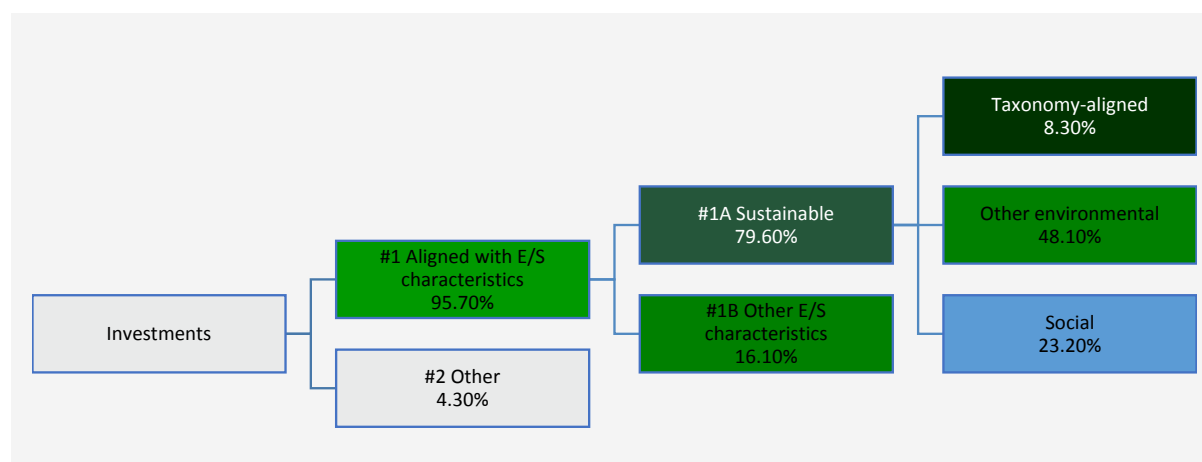 Investments
#1 Aligned with E/S
characteristics
95.70%
#2 Other
4.30%
#1A Sustainable
79.60%
#1B Other E/S
characteristics
16.10%
Taxonomy-aligned
8.30%
Other environmental
48.10%
Social
23.20%